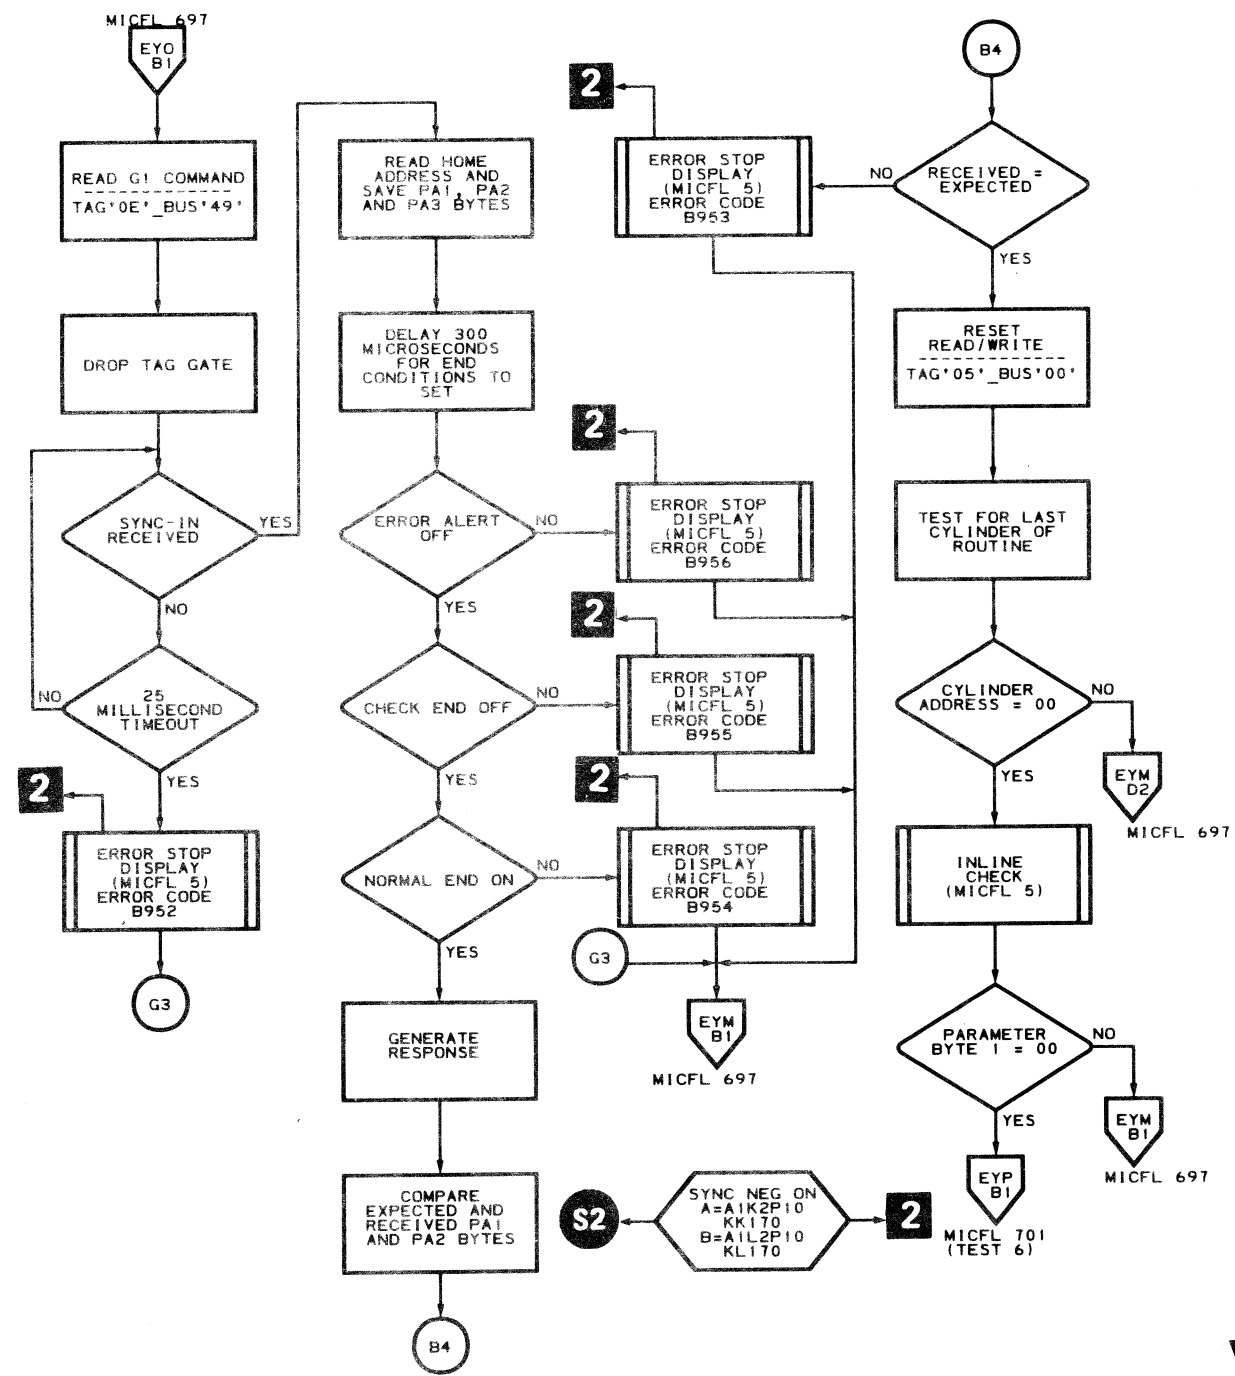 MICFL 697
EYO
B1
READ G1 COMMAND
TAG'0E'_BUS'49'
DROP TAG GATE
SYNC-IN
RECEIVED
YES
NO
25
MILLISECOND
TIMEOUT
NO
YES
2
ERROR STOP
DISPLAY
(MICFL 5)
ERROR CODE
B952
G3
READ HOME
ADDRESS AND
SAVE PA1, PA2
AND PA3 BYTES
DELAY 300
MICROSECONDS
FOR END
CONDITIONS TO
SET
ERROR ALERT
OFF
NO
YES
CHECK END OFF
NO
YES
NORMAL END ON
NO
YES
GENERATE
RESPONSE
COMPARE
EXPECTED AND
RECEIVED PA1
AND PA2 BYTES
B4
2
ERROR STOP
DISPLAY
(MICFL 5)
ERROR CODE
B953
2
ERROR STOP
DISPLAY
(MICFL 5)
ERROR CODE
B956
2
ERROR STOP
DISPLAY
(MICFL 5)
ERROR CODE
B955
2
ERROR STOP
DISPLAY
(MICFL 5)
ERROR CODE
B954
G3
EYM
B1
MICFL 697
S2
SYNC NEG ON
A=A1K2P10
KK170
B=A1L2P10
KL170
2
B4
RECEIVED =
EXPECTED
NO
YES
RESET
READ/WRITE
TAG'05'_BUS'00'
TEST FOR LAST
CYLINDER OF
ROUTINE
CYLINDER
ADDRESS = 00
NO
YES
EYM
D2
MICFL 697
INLINE
CHECK
(MICFL 5)
PARAMETER
BYTE 1 = 00
NO
YES
EYM
B1
MICFL 697
EYP
B1
MICFL 701
(TEST 6)